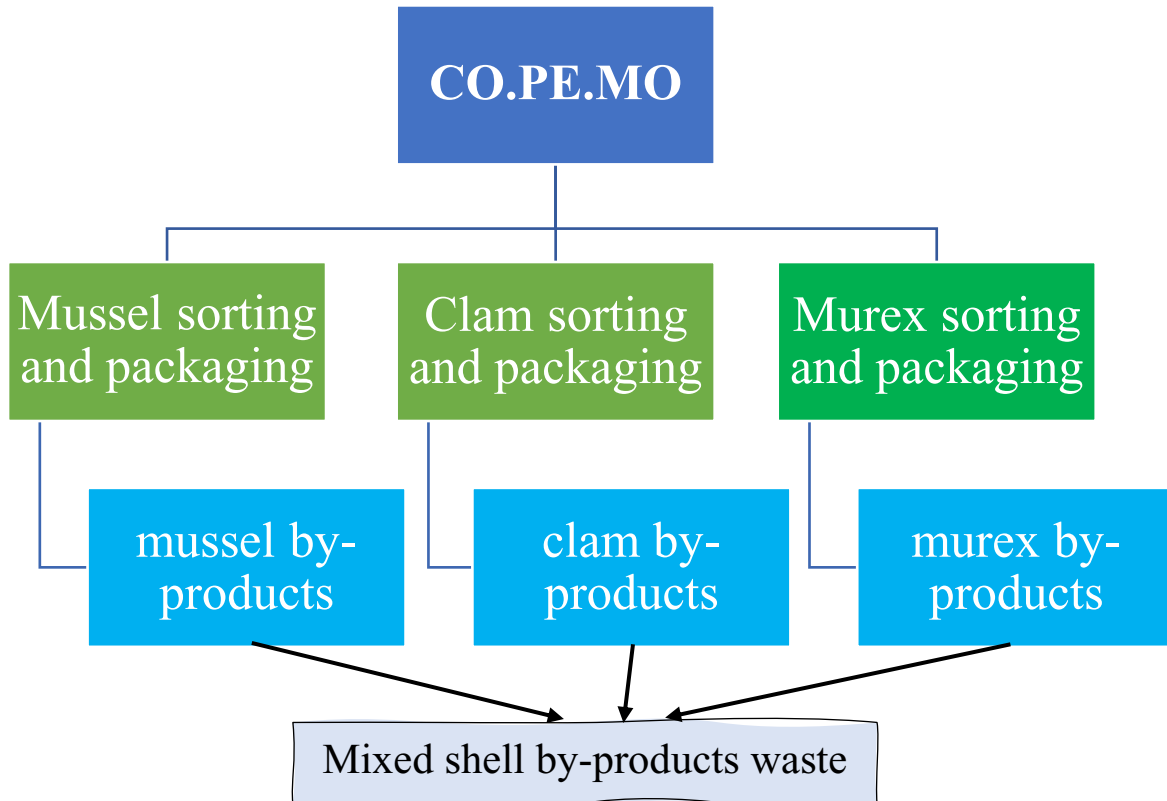 CO.PE.MO
Mussel sorting
and packaging
Clam sorting
and packaging
Murex sorting
and packaging
mussel by-
products
clam by-
products
murex by-
products
Mixed shell by-products waste